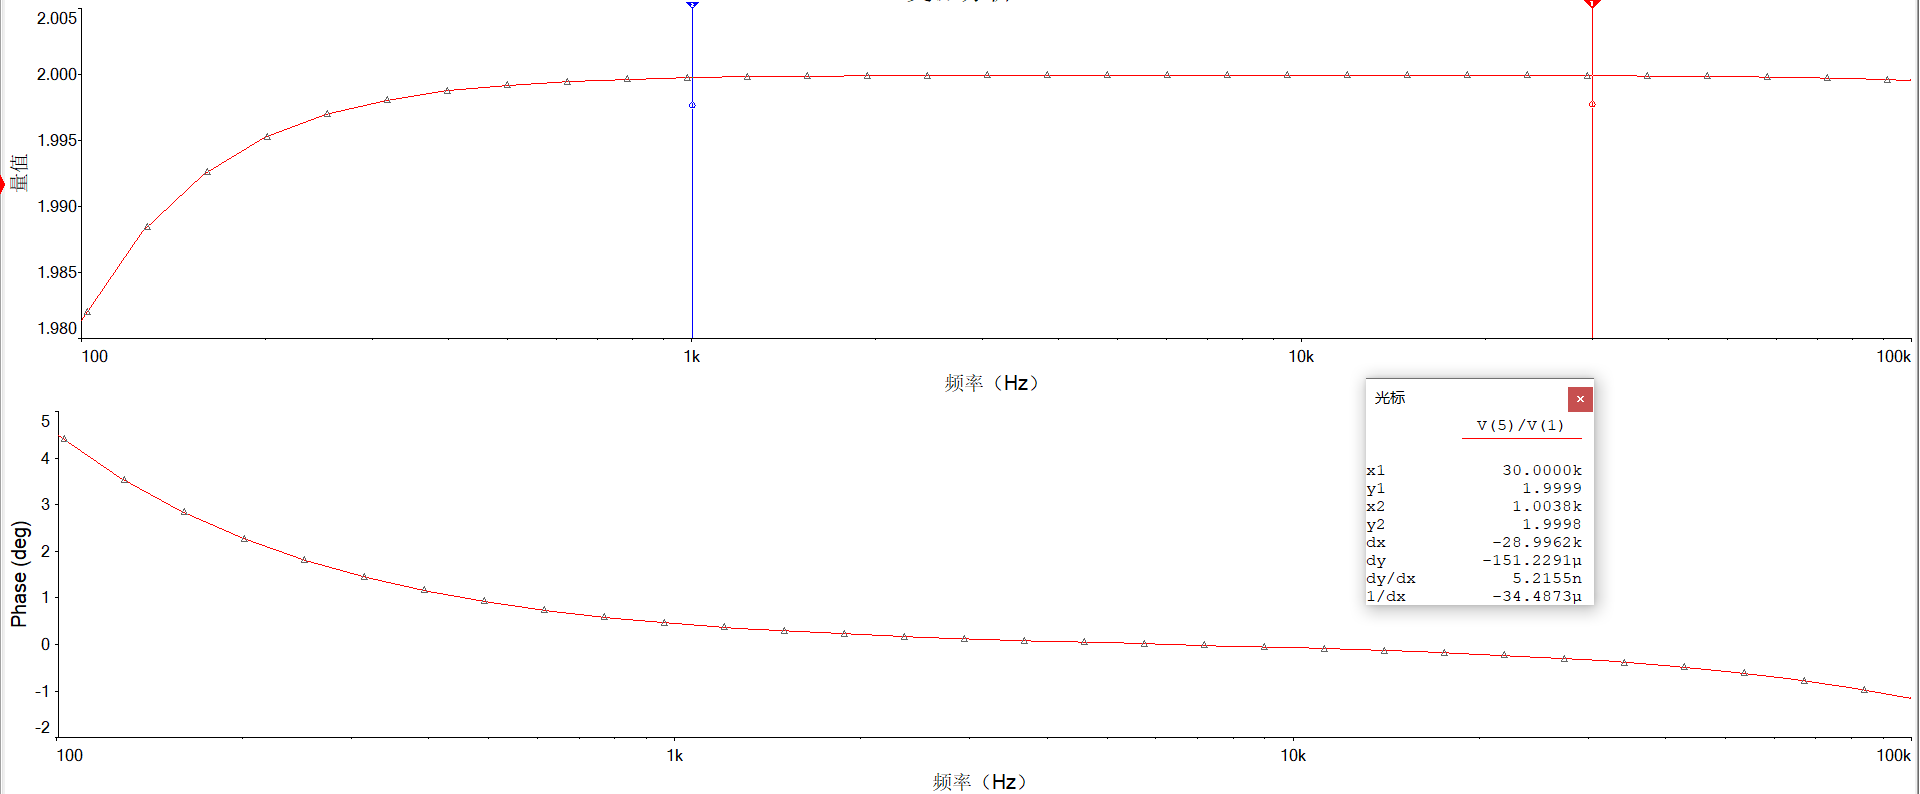 2.005
2.000
1.995
1.990
1.985
1.980
量值
100 1k 10k 100k
频率（Hz）
5
4
3
2
1
0
-1
-2
Phase (deg)
100 1k 10k 100k
频率（Hz）
光标
V(5)/V(1)
x1 30.0000k
y1 1.9999
x2 1.0038k
y2 1.9998
dx -28.9962k
dy -151.2291µ
dy/dx 5.2155n
1/dx -34.4873µ